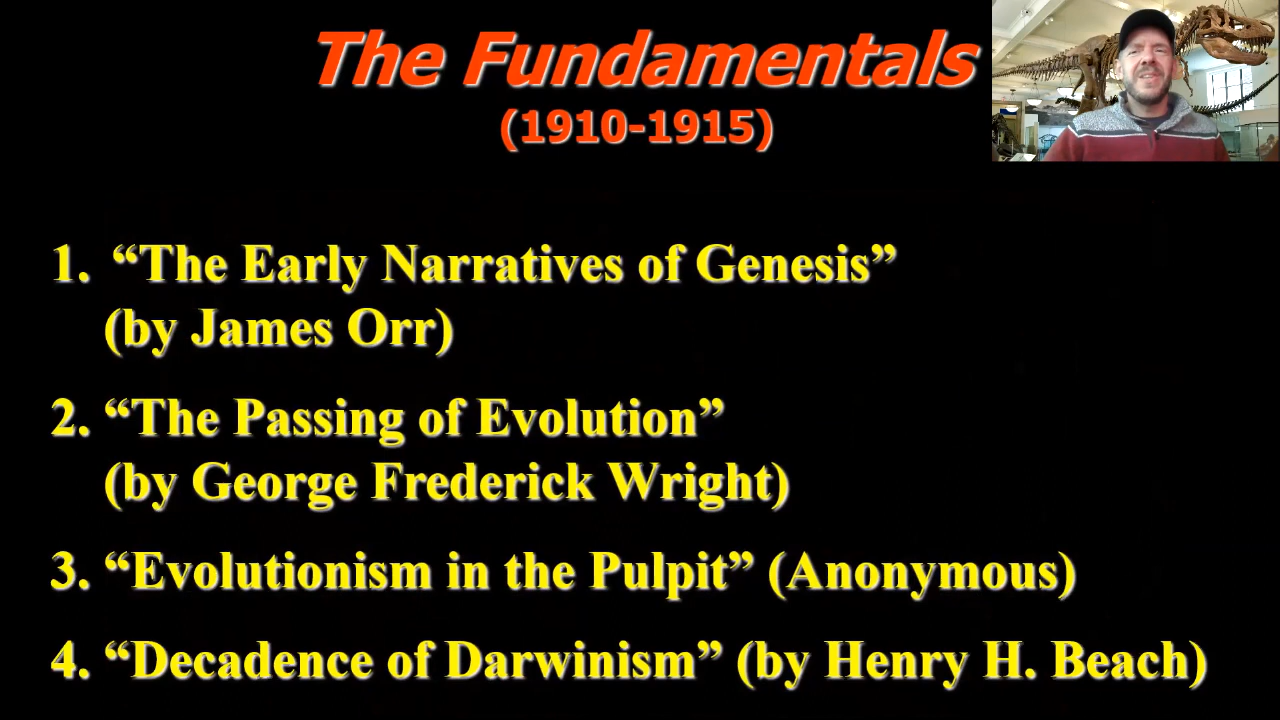 The Fundamentals
(1910-1915)
1. “The Early Narratives of Genesis”
(by James Orr)
2. “The Passing of Evolution”
(by George Frederick Wright)
3. “Evolutionism in the Pulpit” (Anonymous)
4. “Decadence of Darwinism” (by Henry H. Beach)